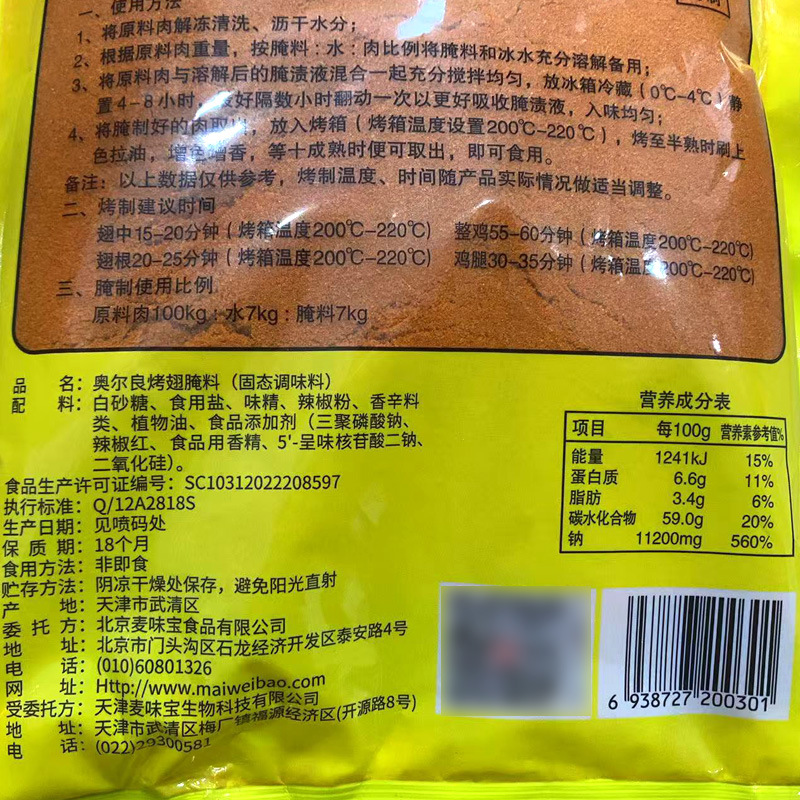 一、使用方法
1、将原料肉解冻清洗、沥干水分；
2、根据原料肉重量，按腌料：水：肉比例将腌料和冰水充分溶解备用；
3、将原料肉与溶解后的腌渍液混合一起充分搅拌均匀，放冰箱冷藏（0℃-4℃）静
置4-8小时，最好隔数小时翻动一次以更好吸收腌渍液，入味均匀；
4、将腌制好的肉取出，放入烤箱（烤箱温度设置200℃-220℃），烤至半熟时刷上
色拉油，增色增香，等十成熟时便可取出，即可食用。
备注：以上数据仅供参考，烤制温度、时间随产品实际情况做适当调整。
二、烤制建议时间
翅中15-20分钟（烤箱温度200℃-220℃） 整鸡55-60分钟（烤箱温度200℃-220℃）
翅根20-25分钟（烤箱温度200℃-220℃） 鸡腿30-35分钟（烤箱温度200℃-220℃）
三、腌制使用比例
原料肉100kg：水7kg：腌料7kg
品 名：奥尔良烤翅腌料（固态调味料）
配 料：白砂糖、食用盐、味精、辣椒粉、香辛料
类、植物油、食品添加剂（三聚磷酸钠、
辣椒红、食品用香精、5'-呈味核苷酸二钠、
二氧化硅）。
食品生产许可证编号：SC10312022208597
执行标准：Q/12A2818S
生产日期：见喷码处
保 质 期：18个月
食用方法：非即食
贮存方法：阴凉干燥处保存，避免阳光直射
产 地：天津市武清区
委 托 方：北京麦味宝食品有限公司
地 址：北京市门头沟区石龙经济开发区泰安路4号
电 话：(010)60801326
网 址：Http://www.maiweibao.com
受委托方：天津麦味宝生物科技有限公司
地 址：天津市武清区梅厂镇福源经济区(开源路8号)
电 话：(022)29300581
营养成分表
项目 每100g 营养素参考值%
能量 1241kJ 15%
蛋白质 6.6g 11%
脂肪 3.4g 6%
碳水化合物 59.0g 20%
钠 11200mg 560%
6 938727 200301